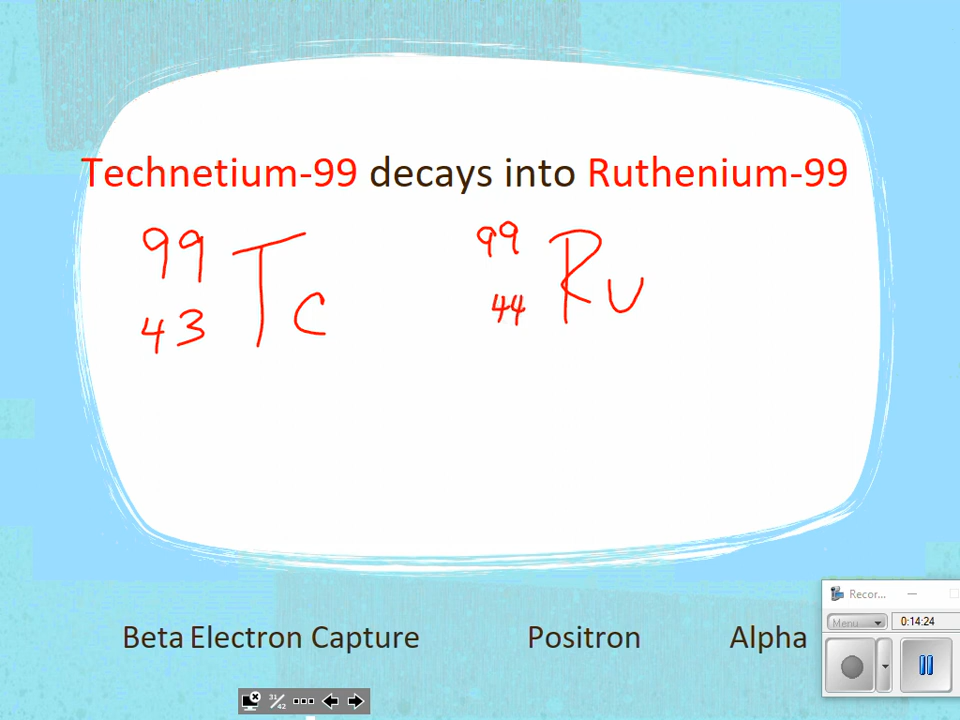 Technetium-99 decays into Ruthenium-99
99 99
43 Tc 44 Ru
Beta Electron Capture Positron Alpha
Recor...
Menu 0:14:24
31/42